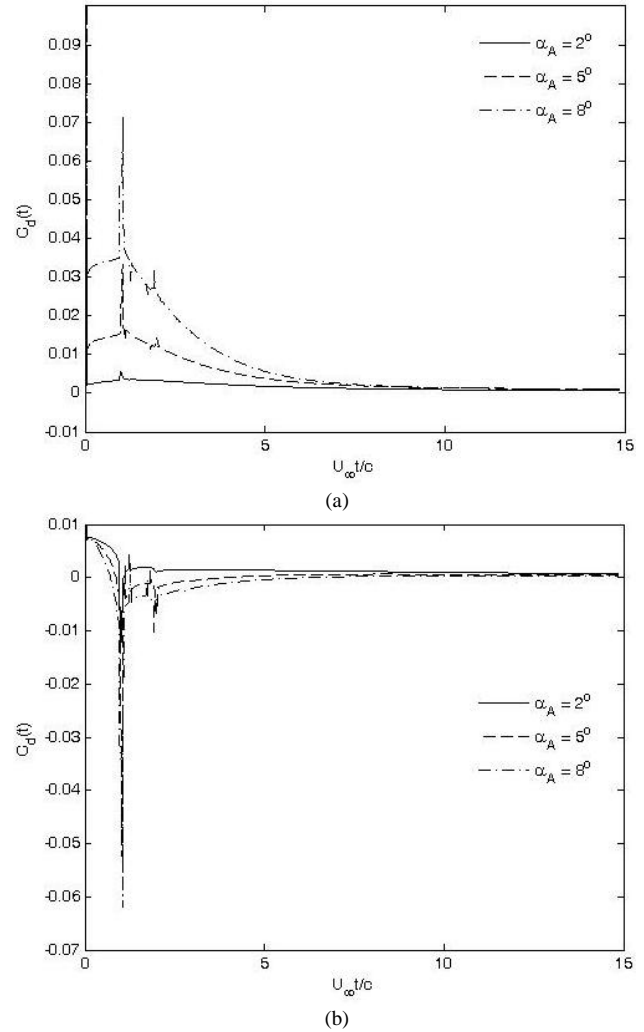 0.09
0.08
0.07
0.06
0.05
0.04
0.03
0.02
0.01
0
-0.01
C_d(t)
α_A = 2°
α_A = 5°
α_A = 8°
0 5 10 15
U_∞t/c
(a)
0.01
0
-0.01
-0.02
-0.03
-0.04
-0.05
-0.06
-0.07
C_d(t)
α_A = 2°
α_A = 5°
α_A = 8°
0 5 10 15
U_∞t/c
(b)